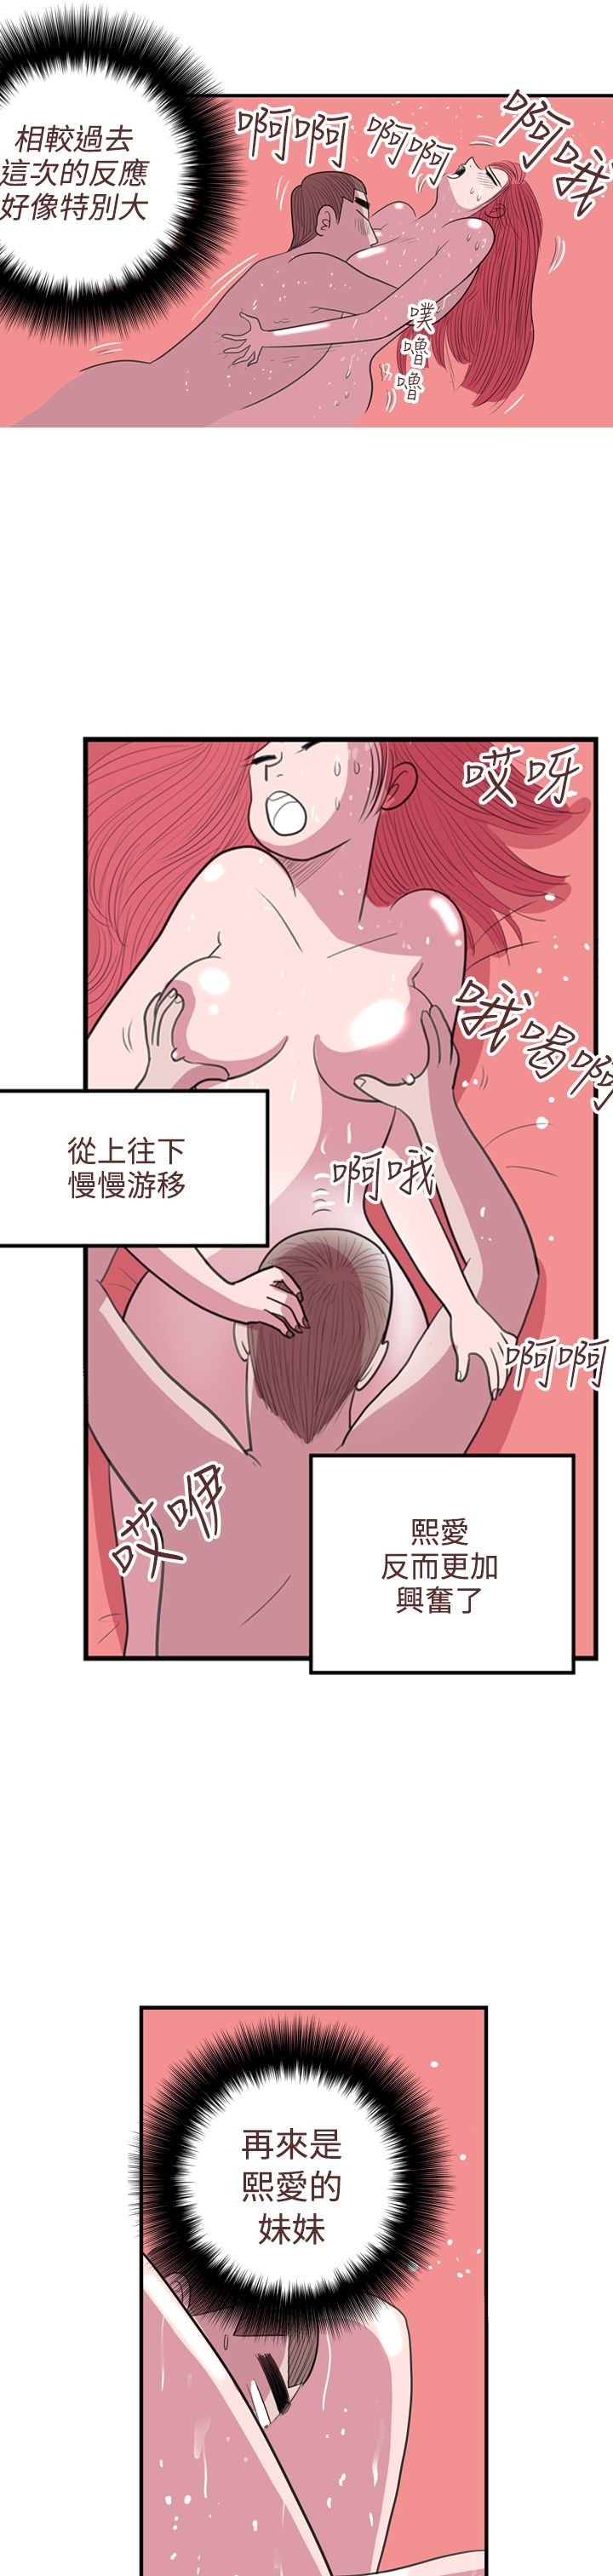 相較過去
這次的反應
好像特別大
啊啊
啊啊
啊哦
噗
嚕
嚕
哎呀
哦喝啊
從上往下
慢慢游移
啊哦
啊啊
哎咿
熙愛
反而更加
興奮了
再來是
熙愛的
妹妹